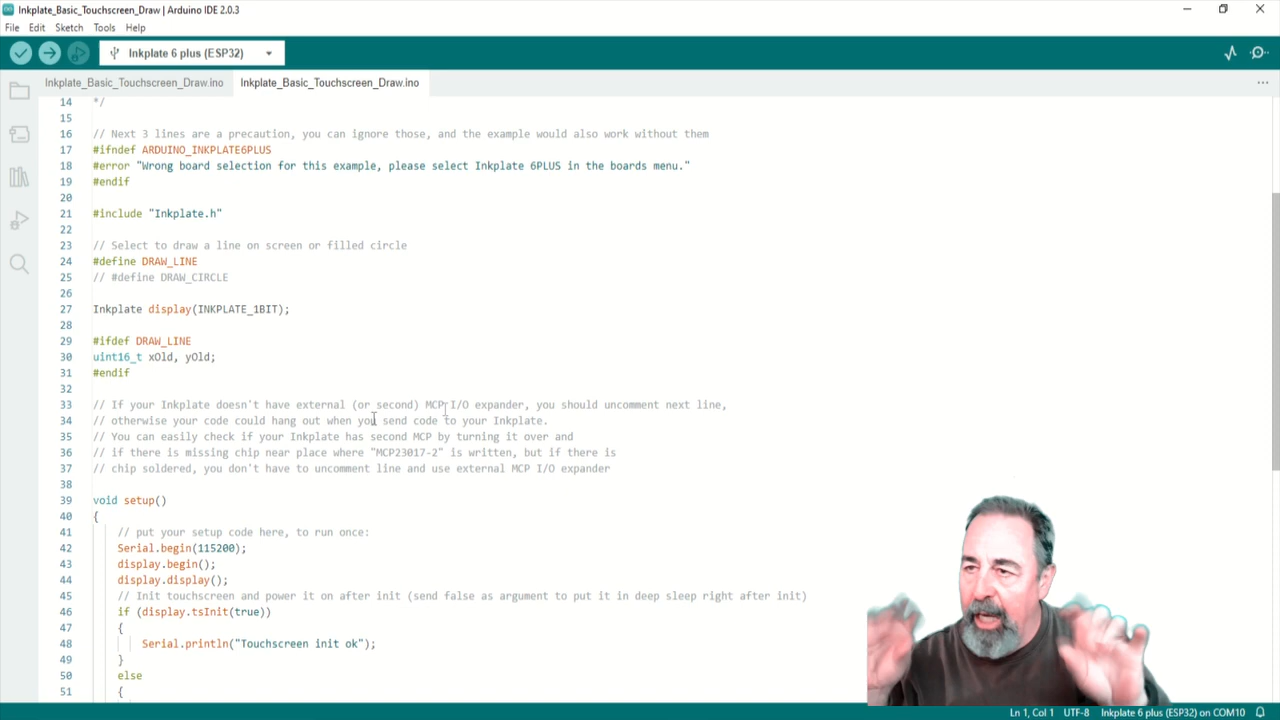 Inkplate_Basic_Touchscreen_Draw | Arduino IDE 2.0.3
File Edit Sketch Tools Help
Inkplate 6 plus (ESP32)
Inkplate_Basic_Touchscreen_Draw.ino Inkplate_Basic_Touchscreen_Draw.ino
14 */
15
16 // Next 3 lines are a precaution, you can ignore those, and the example would also work without them
17 #ifndef ARDUINO_INKPLATE6PLUS
18 #error "Wrong board selection for this example, please select Inkplate 6PLUS in the boards menu."
19 #endif
20
21 #include "Inkplate.h"
22
23 // Select to draw a line on screen or filled circle
24 #define DRAW_LINE
25 // #define DRAW_CIRCLE
26
27 Inkplate display(INKPLATE_1BIT);
28
29 #ifdef DRAW_LINE
30 uint16_t xOld, yOld;
31 #endif
32
33 // If your Inkplate doesn't have external (or second) MCP I/O expander, you should uncomment next line,
34 // otherwise your code could hang out when you send code to your Inkplate.
35 // You can easily check if your Inkplate has second MCP by turning it over and
36 // if there is missing chip near place where "MCP23017-2" is written, but if there is
37 // chip soldered, you don't have to uncomment line and use external MCP I/O expander
38
39 void setup()
40 {
41 // put your setup code here, to run once:
42 Serial.begin(115200);
43 display.begin();
44 display.display();
45 // Init touchscreen and power it on after init (send false as argument to put it in deep sleep right after init)
46 if (display.tsInit(true))
47 {
48 Serial.println("Touchscreen init ok");
49 }
50 else
51 {
Ln 1, Col 1 UTF-8 Inkplate 6 plus (ESP32) on COM10